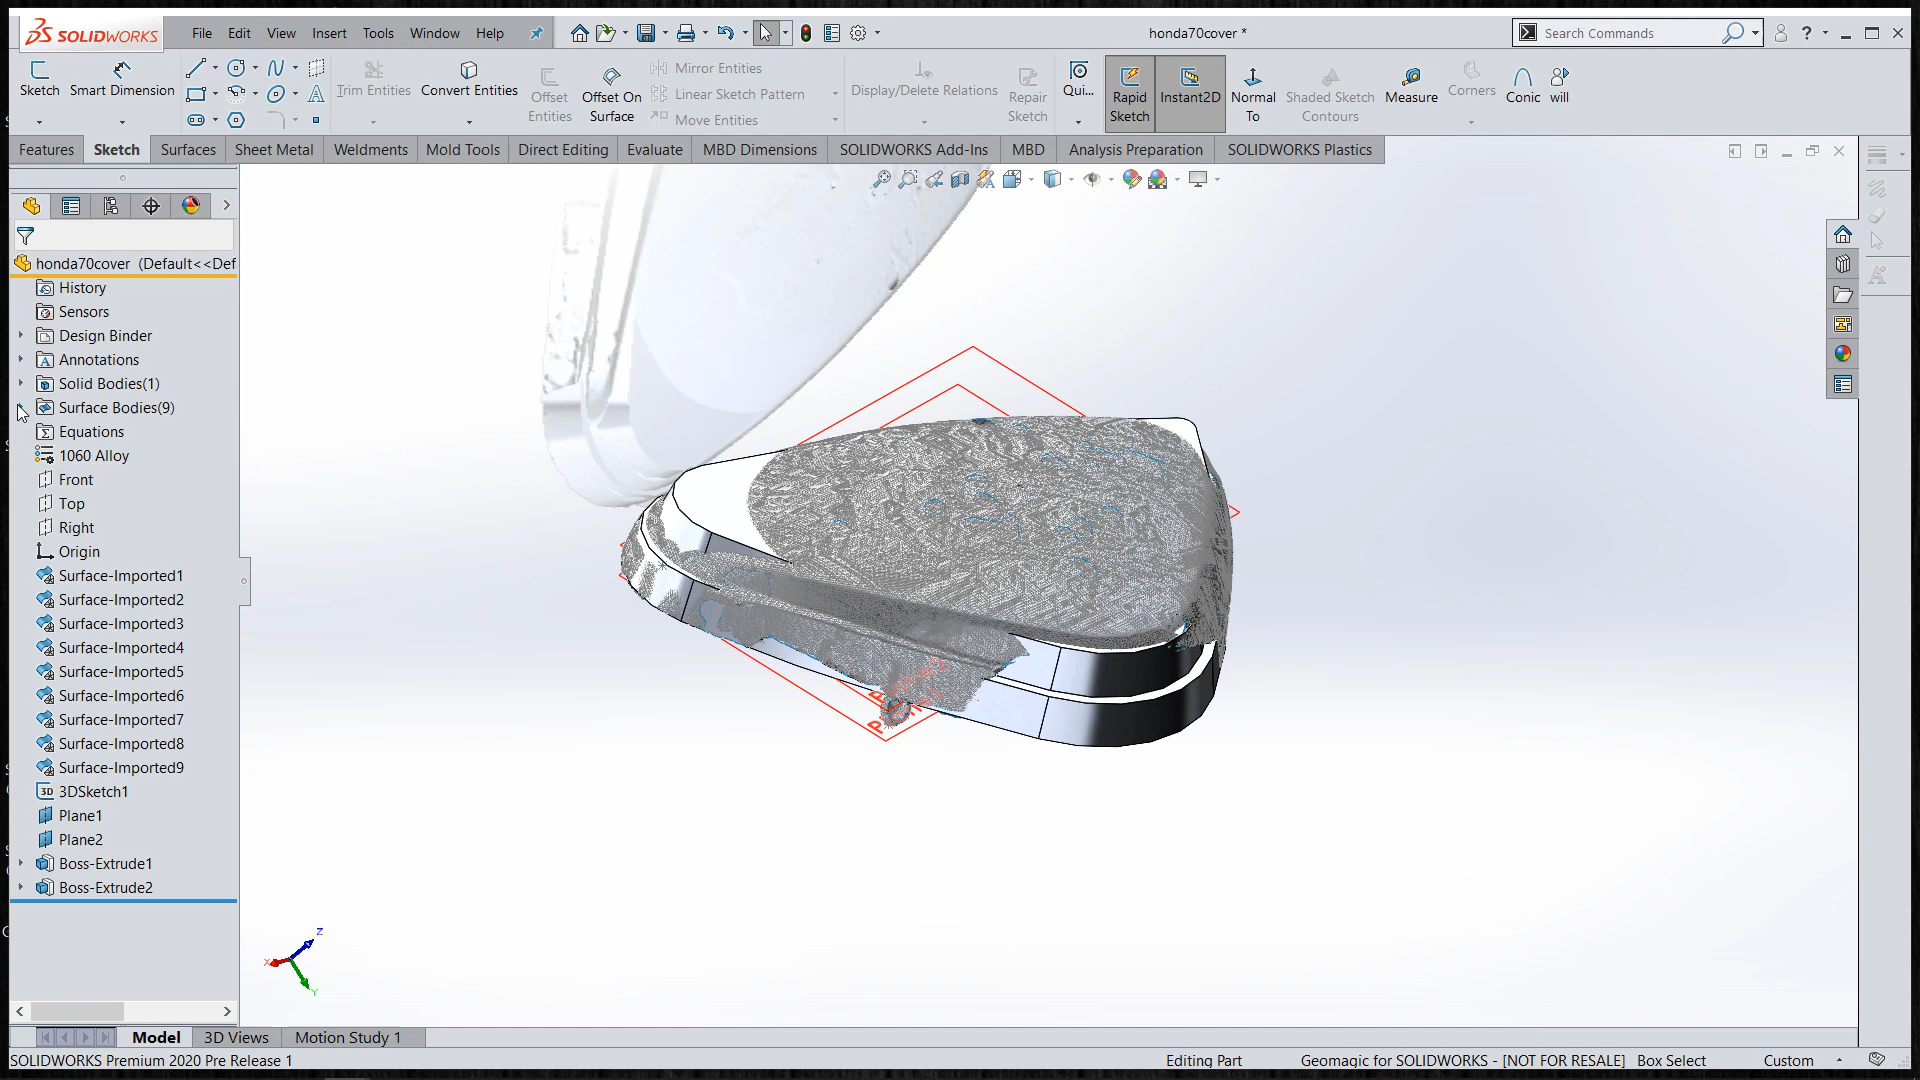 SOLIDWORKS
File Edit View Insert Tools Window Help
honda70cover *
Search Commands
?
Sketch
Smart Dimension
Trim Entities
Convert Entities
Offset Entities
Offset On Surface
Mirror Entities
Linear Sketch Pattern
Move Entities
Display/Delete Relations
Repair Sketch
Qui...
Rapid Sketch
Instant2D
Normal To
Shaded Sketch Contours
Measure
Corners
Conic
will
Features Sketch Surfaces Sheet Metal Weldments Mold Tools Direct Editing Evaluate MBD Dimensions SOLIDWORKS Add-Ins MBD Analysis Preparation SOLIDWORKS Plastics
honda70cover (Default<<Def
History
Sensors
Design Binder
Annotations
Solid Bodies(1)
Surface Bodies(9)
Equations
1060 Alloy
Front
Top
Right
Origin
Surface-Imported1
Surface-Imported2
Surface-Imported3
Surface-Imported4
Surface-Imported5
Surface-Imported6
Surface-Imported7
Surface-Imported8
Surface-Imported9
3D 3DSketch1
Plane1
Plane2
Boss-Extrude1
Boss-Extrude2
Z
X
Y
Model 3D Views Motion Study 1
SOLIDWORKS Premium 2020 Pre Release 1
Editing Part
Geomagic for SOLIDWORKS - [NOT FOR RESALE]
Box Select
Custom